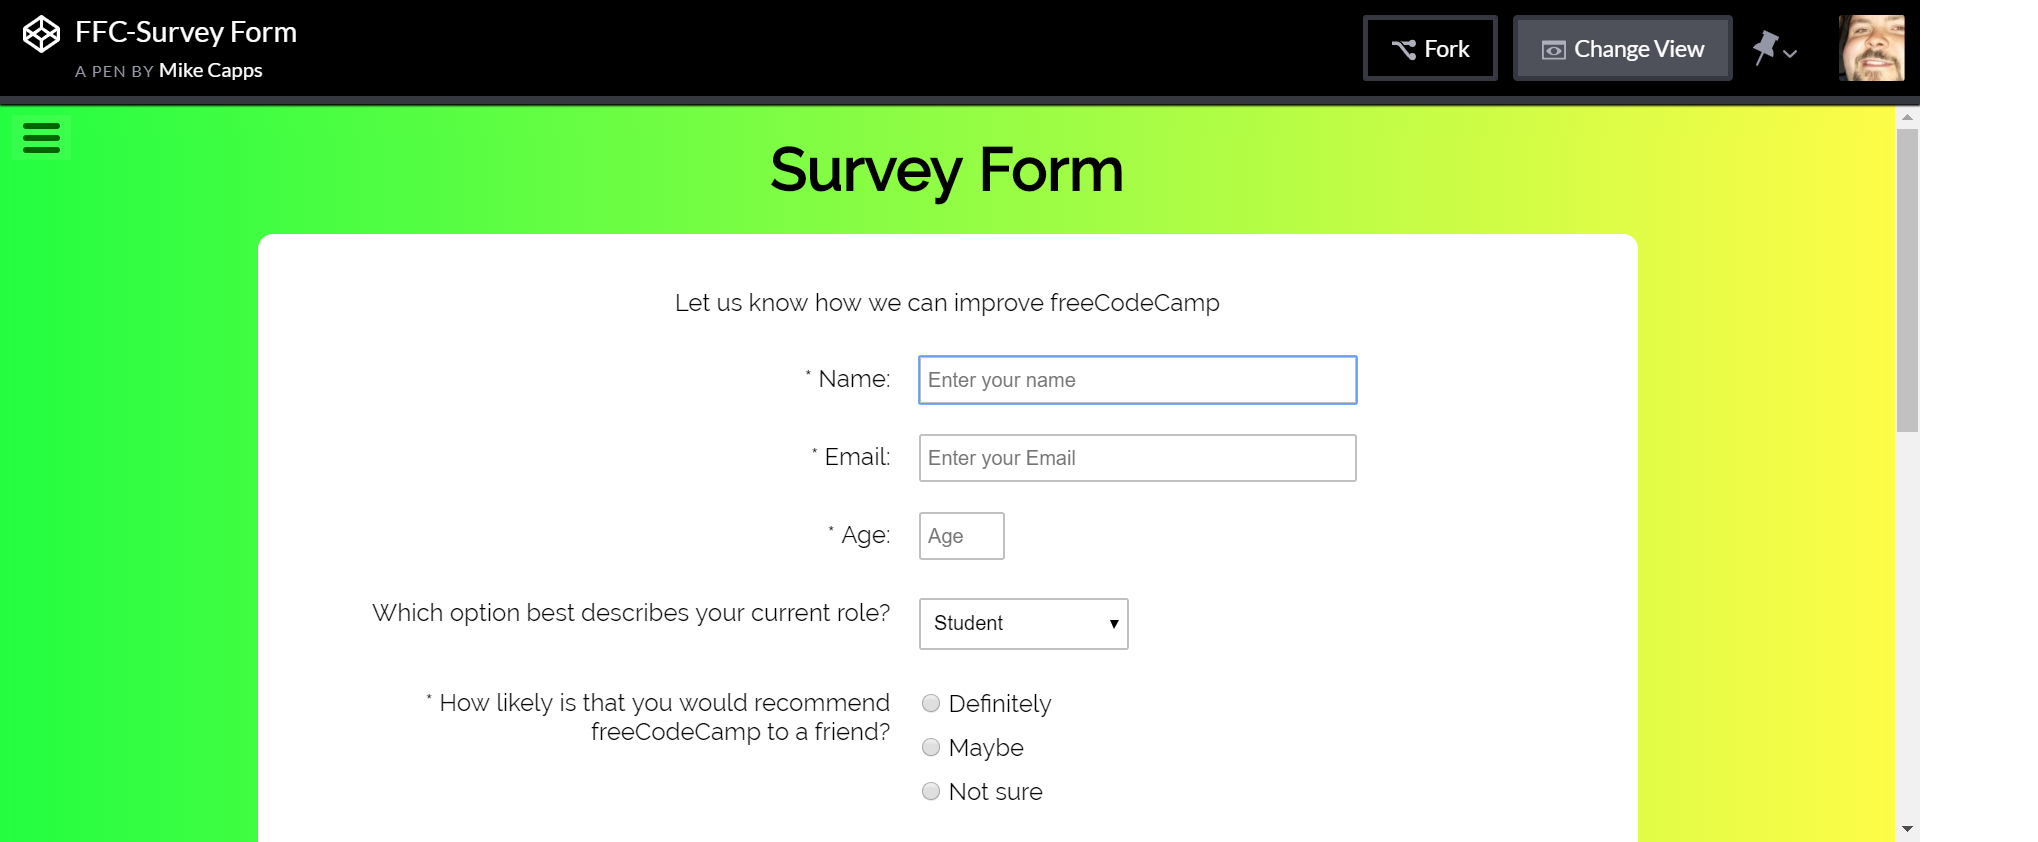 FFC-Survey Form
A PEN BY Mike Capps
Fork
Change View
Survey Form
Let us know how we can improve freeCodeCamp
* Name:
Enter your name
* Email:
Enter your Email
* Age:
Age
Which option best describes your current role?
Student
* How likely is that you would recommend
freeCodeCamp to a friend?
Definitely
Maybe
Not sure